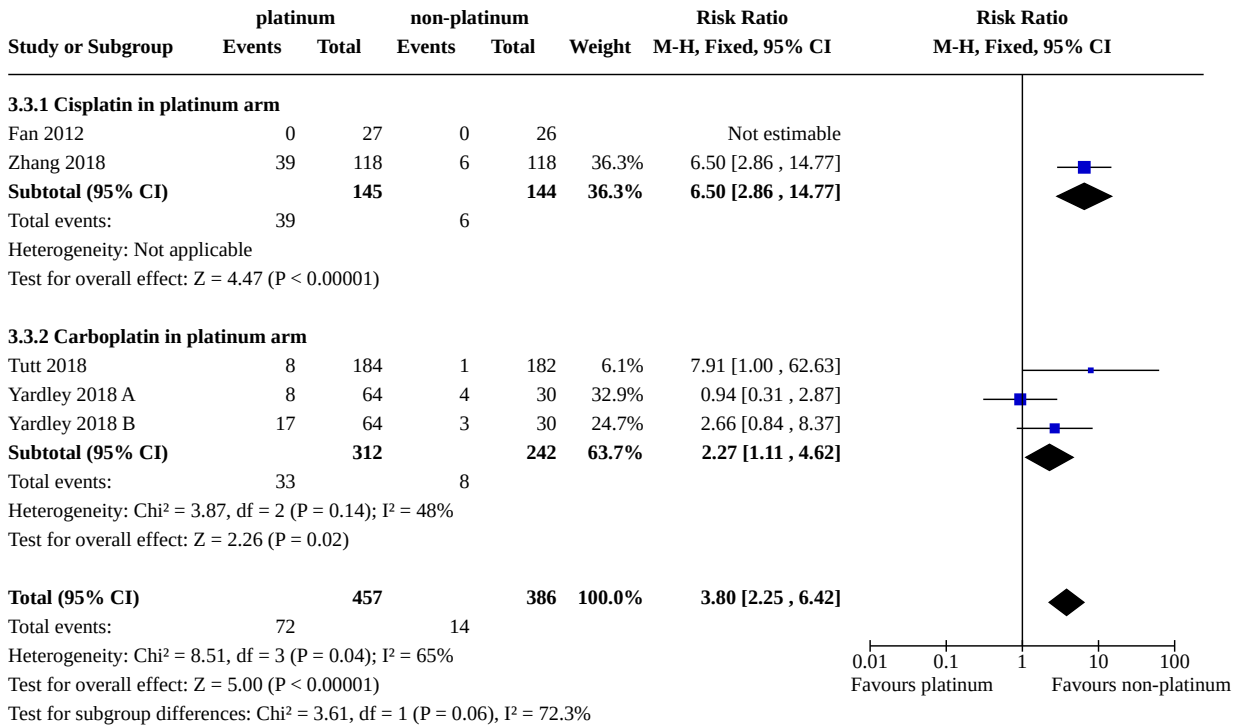 platinum non-platinum Risk Ratio Risk Ratio
Study or Subgroup Events Total Events Total Weight M-H, Fixed, 95% CI M-H, Fixed, 95% CI
3.3.1 Cisplatin in platinum arm
Fan 2012 0 27 0 26 Not estimable
Zhang 2018 39 118 6 118 36.3% 6.50 [2.86 , 14.77]
Subtotal (95% CI) 145 144 36.3% 6.50 [2.86 , 14.77]
Total events: 39 6
Heterogeneity: Not applicable
Test for overall effect: Z = 4.47 (P < 0.00001)
3.3.2 Carboplatin in platinum arm
Tutt 2018 8 184 1 182 6.1% 7.91 [1.00 , 62.63]
Yardley 2018 A 8 64 4 30 32.9% 0.94 [0.31 , 2.87]
Yardley 2018 B 17 64 3 30 24.7% 2.66 [0.84 , 8.37]
Subtotal (95% CI) 312 242 63.7% 2.27 [1.11 , 4.62]
Total events: 33 8
Heterogeneity: Chi² = 3.87, df = 2 (P = 0.14); I² = 48%
Test for overall effect: Z = 2.26 (P = 0.02)
Total (95% CI) 457 386 100.0% 3.80 [2.25 , 6.42]
Total events: 72 14
Heterogeneity: Chi² = 8.51, df = 3 (P = 0.04); I² = 65%
Test for overall effect: Z = 5.00 (P < 0.00001)
Test for subgroup differences: Chi² = 3.61, df = 1 (P = 0.06), I² = 72.3%
0.01 0.1 1 10 100
Favours platinum Favours non-platinum